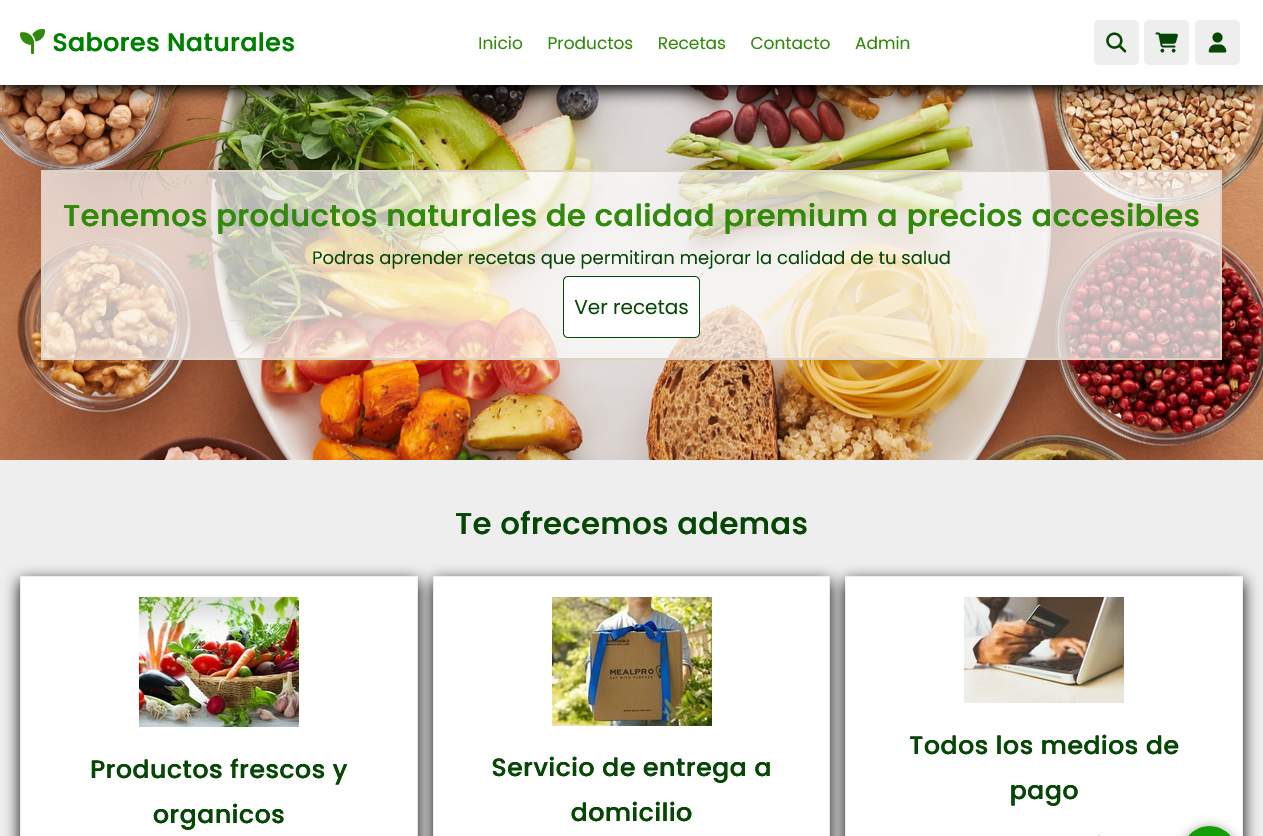 Sabores Naturales
Inicio Productos Recetas Contacto Admin
Tenemos productos naturales de calidad premium a precios accesibles
Podras aprender recetas que permitiran mejorar la calidad de tu salud
Ver recetas
Te ofrecemos ademas
MEALPRO
Productos frescos y
organicos
Servicio de entrega a
domicilio
Todos los medios de
pago